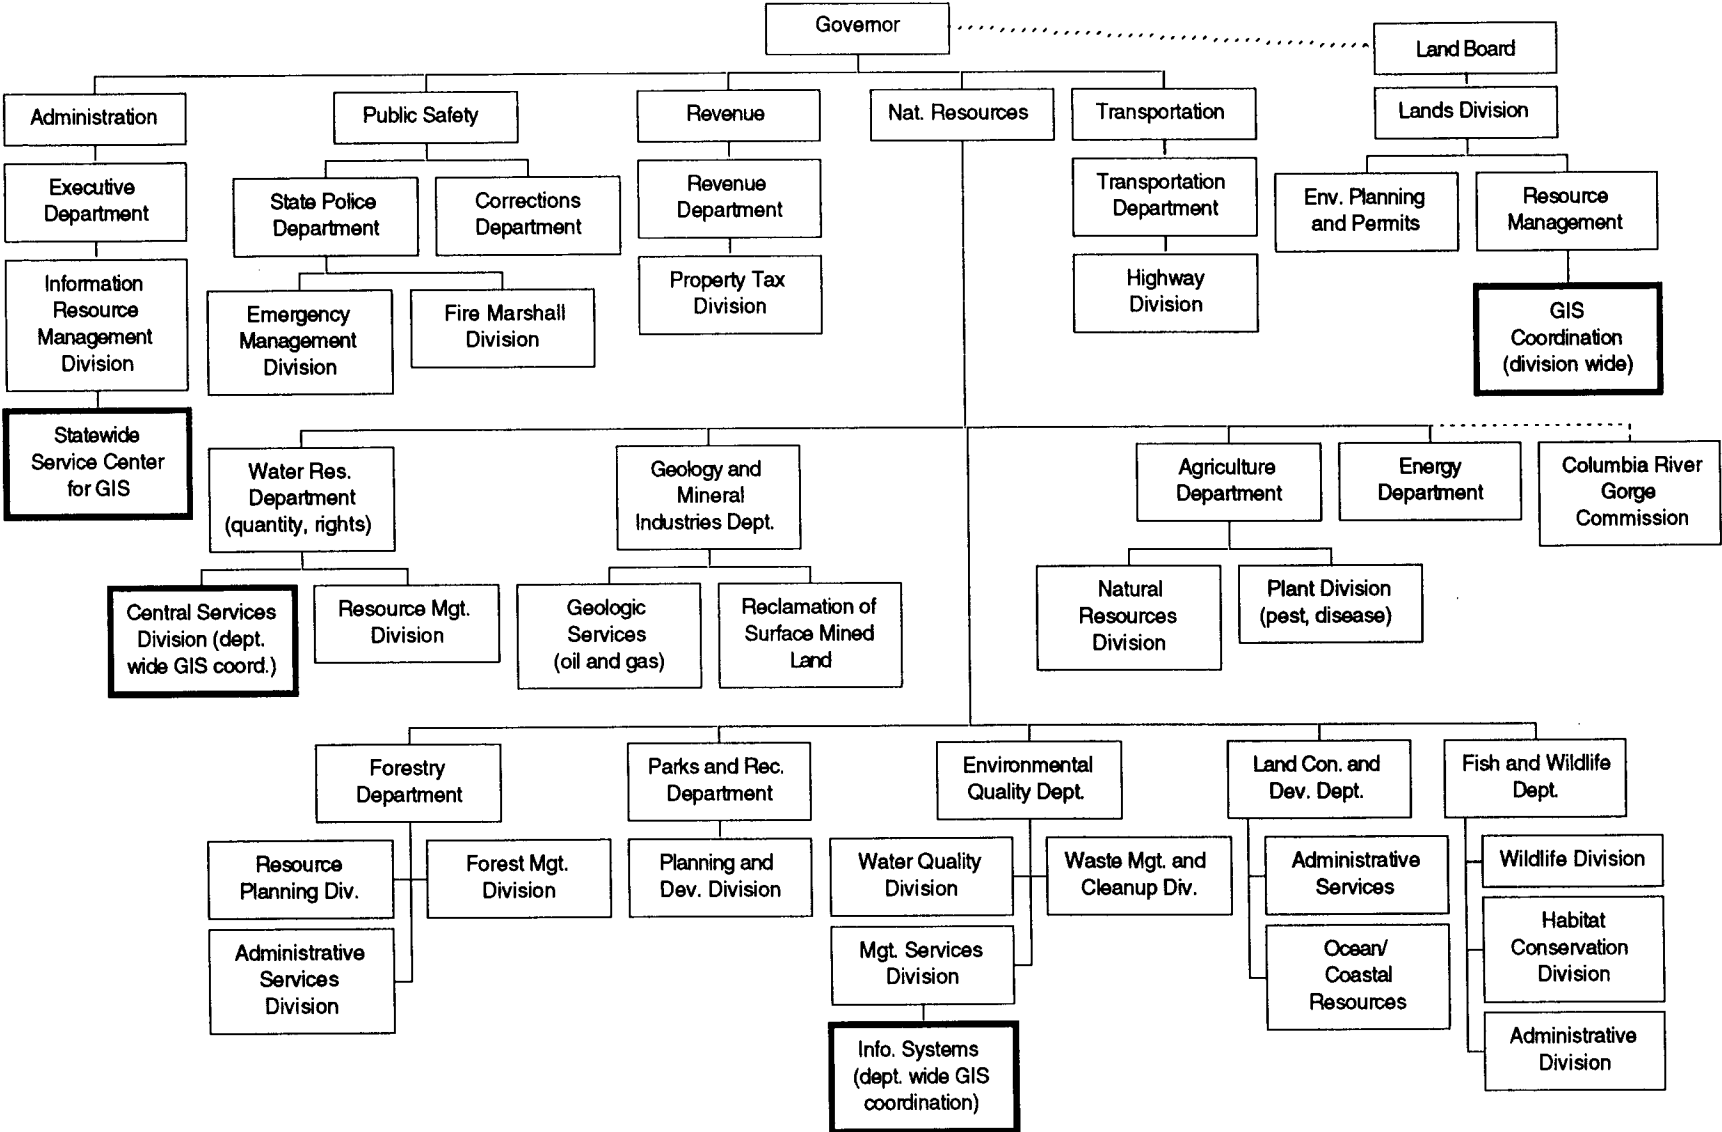 Governor
Land Board
Administration
Public Safety
Revenue
Nat. Resources
Transportation
Lands Division
Executive
Department
State Police
Department
Corrections
Department
Revenue
Department
Transportation
Department
Env. Planning
and Permits
Resource
Management
Information
Resource
Management
Division
Emergency
Management
Division
Fire Marshall
Division
Property Tax
Division
Highway
Division
GIS
Coordination
(division wide)
Statewide
Service Center
for GIS
Water Res.
Department
(quantity, rights)
Geology and
Mineral
Industries Dept.
Agriculture
Department
Energy
Department
Columbia River
Gorge
Commission
Central Services
Division (dept.
wide GIS coord.)
Resource Mgt.
Division
Geologic
Services
(oil and gas)
Reclamation of
Surface Mined
Land
Natural
Resources
Division
Plant Division
(pest, disease)
Forestry
Department
Parks and Rec.
Department
Environmental
Quality Dept.
Land Con. and
Dev. Dept.
Fish and Wildlife
Dept.
Resource
Planning Div.
Forest Mgt.
Division
Planning and
Dev. Division
Water Quality
Division
Waste Mgt. and
Cleanup Div.
Administrative
Services
Wildlife Division
Administrative
Services
Division
Mgt. Services
Division
Ocean/
Coastal
Resources
Habitat
Conservation
Division
Info. Systems
(dept. wide GIS
coordination)
Administrative
Division